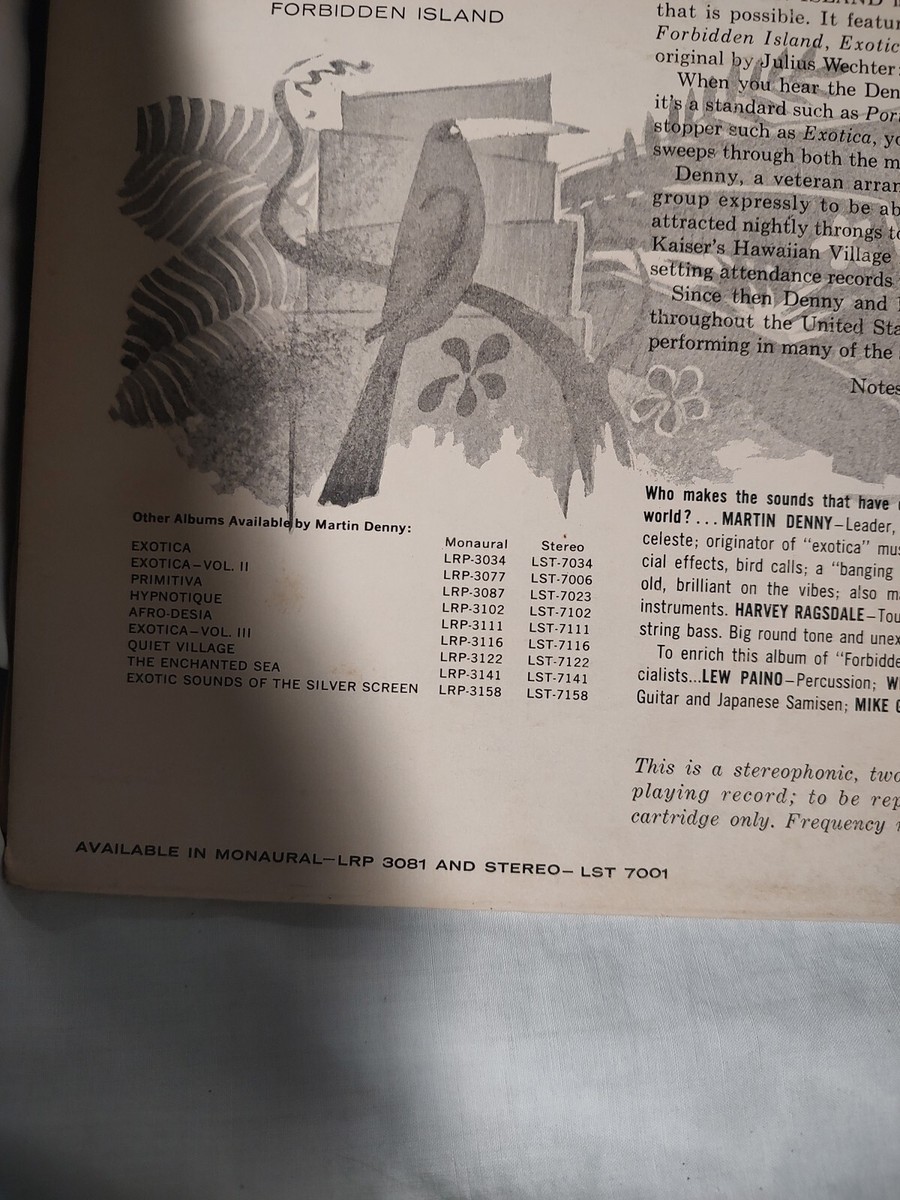 FORBIDDEN ISLAND
that is possible. It featur
Forbidden Island, Exotic
original by Julius Wechter;
When you hear the Den
it's a standard such as Por
stopper such as Exotica, yo
sweeps through both the m
Denny, a veteran arran
group expressly to be ab
attracted nightly throngs to
Kaiser's Hawaiian Village
setting attendance records
Since then Denny and
throughout the United Sta
performing in many of the
Notes
Other Albums Available by Martin Denny:
Monaural Stereo
EXOTICA LRP-3034 LST-7034
EXOTICA–VOL. II LRP-3077 LST-7006
PRIMITIVA LRP-3087 LST-7023
HYPNOTIQUE LRP-3102 LST-7102
AFRO-DESIA LRP-3111 LST-7111
EXOTICA–VOL. III LRP-3116 LST-7116
QUIET VILLAGE LRP-3122 LST-7122
THE ENCHANTED SEA LRP-3141 LST-7141
EXOTIC SOUNDS OF THE SILVER SCREEN LRP-3158 LST-7158
Who makes the sounds that have
world? . . . MARTIN DENNY–Leader,
celeste; originator of "exotica" mus
cial effects, bird calls; a "banging
old, brilliant on the vibes; also ma
instruments. HARVEY RAGSDALE–Tou
string bass. Big round tone and unex
To enrich this album of "Forbidde
cialists...LEW PAINO–Percussion; W
Guitar and Japanese Samisen; MIKE G
This is a stereophonic, two
playing record; to be rep
cartridge only. Frequency
AVAILABLE IN MONAURAL–LRP 3081 AND STEREO– LST 7001